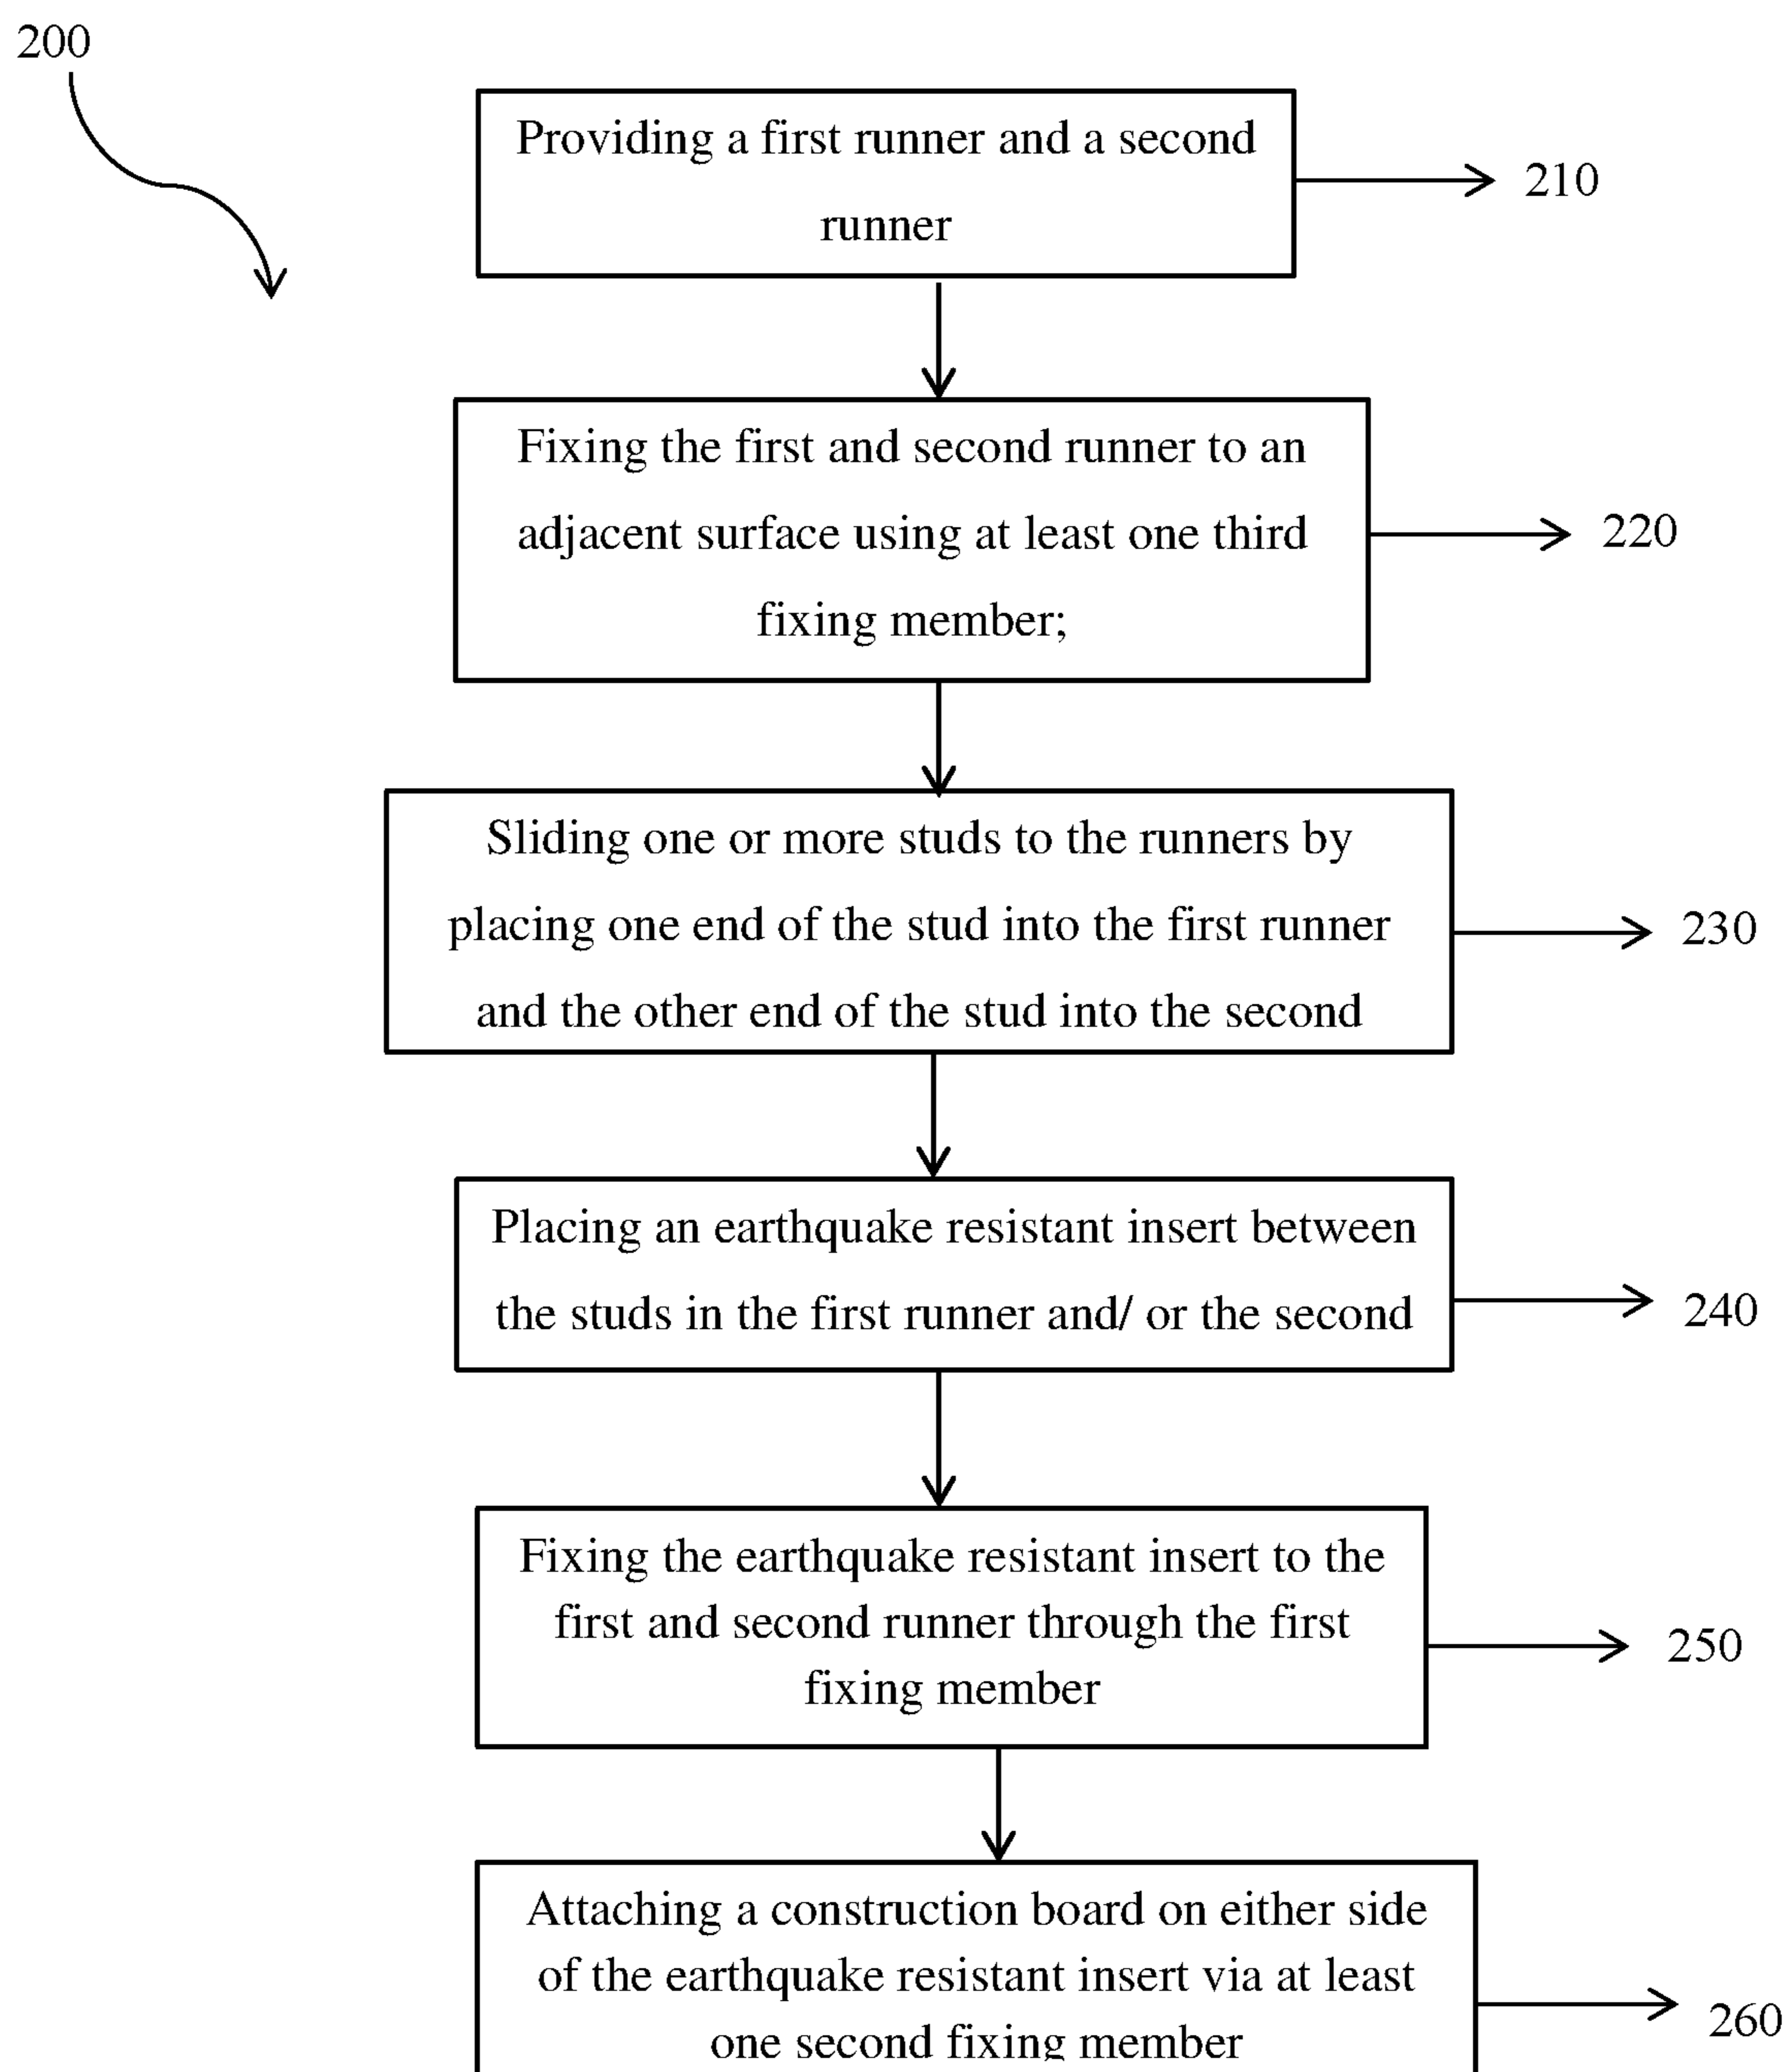 200
Providing a first runner and a second
runner
210
Fixing the first and second runner to an
adjacent surface using at least one third
fixing member;
220
Sliding one or more studs to the runners by
placing one end of the stud into the first runner
and the other end of the stud into the second
230
Placing an earthquake resistant insert between
the studs in the first runner and/ or the second
240
Fixing the earthquake resistant insert to the
first and second runner through the first
fixing member
250
Attaching a construction board on either side
of the earthquake resistant insert via at least
one second fixing member
260